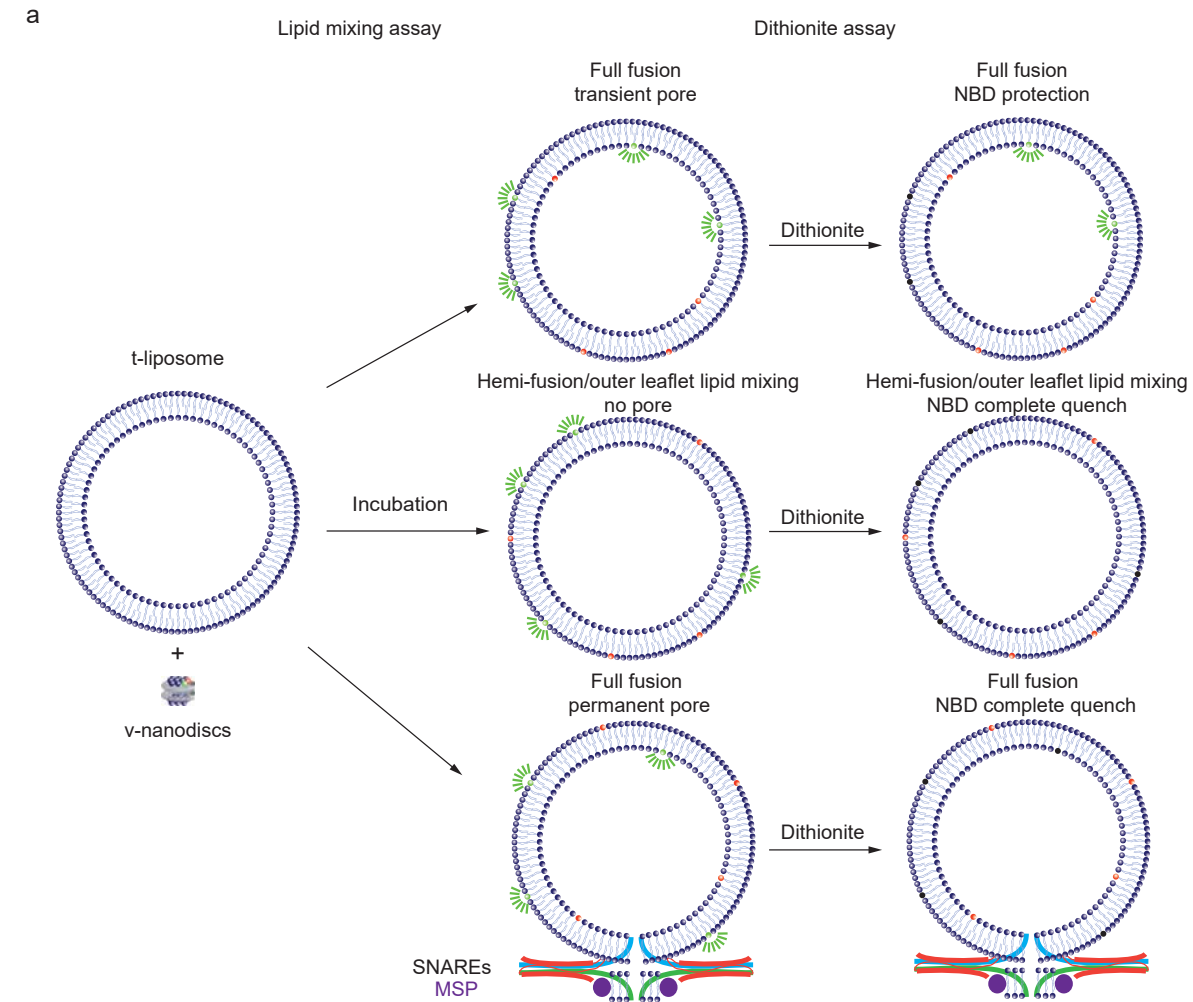 a
Lipid mixing assay
Dithionite assay
Full fusion
transient pore
Full fusion
NBD protection
Dithionite
t-liposome
Hemi-fusion/outer leaflet lipid mixing
no pore
Hemi-fusion/outer leaflet lipid mixing
NBD complete quench
Incubation
Dithionite
+
v-nanodiscs
Full fusion
permanent pore
Full fusion
NBD complete quench
Dithionite
SNAREs
MSP